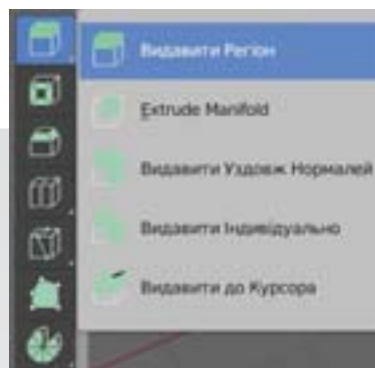 Видавити Регіон
Extrude Manifold
Видавити Уздовж Нормалей
Видавити Індивідуально
Видавити до Курсора